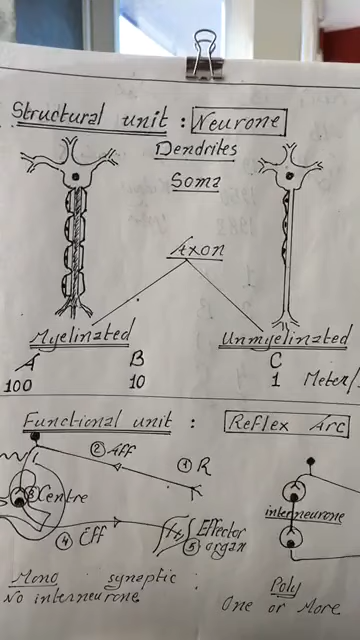 Structural unit : Neurone
Dendrites
Soma
Axon
Myelinated Unmyelinated
A B C
100 10 1 Meter/
Functional unit : Reflex Arc
② Aff
① R
③ Centre
interneurone
④ Eff
Effector
⑤ organ
Mono synaptic : Poly
No interneurone One or More